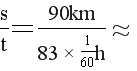 s/t = 90km / (83 × 1/60 h) ≈